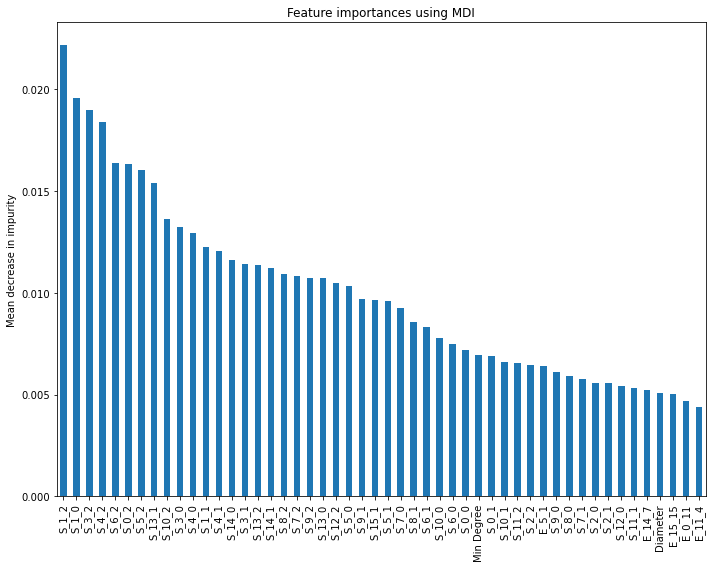 Feature importances using MDI
Mean decrease in impurity
0.020
0.015
0.010
0.005
0.000
S_1_2
S_1_0
S_3_2
S_4_2
S_6_2
S_0_2
S_5_2
S_13_1
S_10_2
S_3_0
S_4_0
S_1_1
S_4_1
S_14_0
S_3_1
S_13_2
S_14_1
S_8_2
S_7_2
S_9_2
S_13_0
S_12_2
S_5_0
S_9_1
S_15_1
S_5_1
S_7_0
S_8_1
S_6_1
S_10_0
S_6_0
S_0_0
Min Degree
S_0_1
S_10_1
S_11_2
S_2_2
E_5_1
S_9_0
S_8_0
S_7_1
S_2_0
S_2_1
S_12_0
S_11_1
E_14_7
Diameter
E_15_15
E_0_11
E_11_4